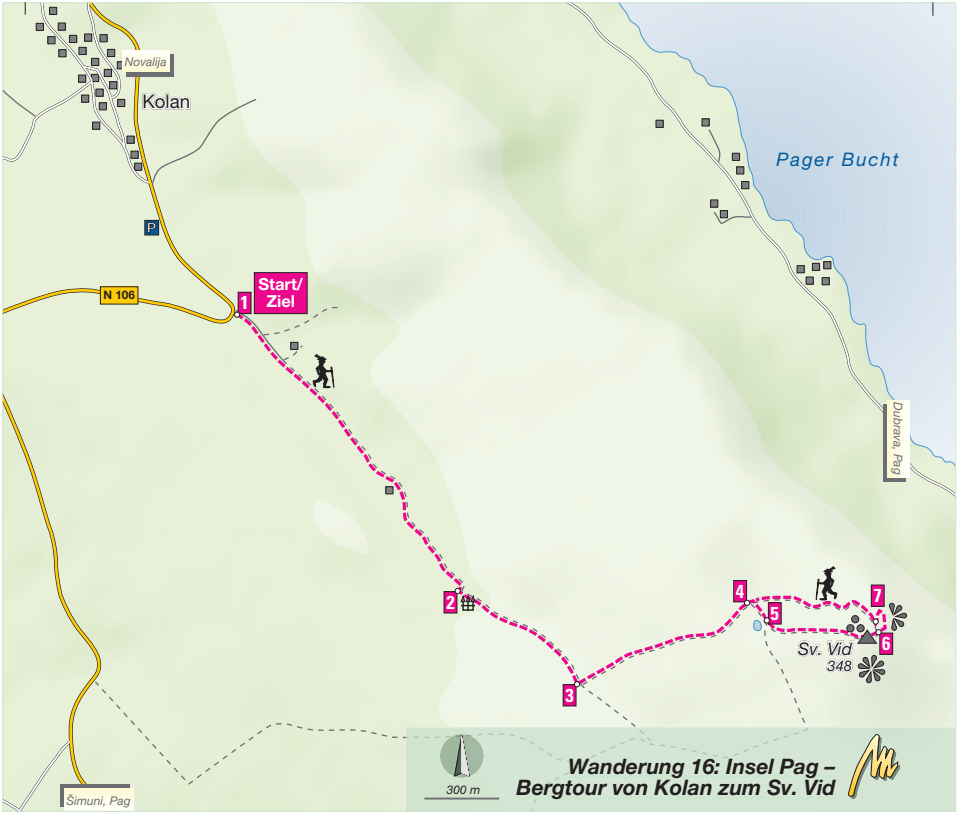 Novalija
Kolan
Pager Bucht
P
N 106
1
Start/
Ziel
Dubrava, Pag
2
3
4
5
7
6
Sv. Vid
348
Šimuni, Pag
300 m
Wanderung 16: Insel Pag –
Bergtour von Kolan zum Sv. Vid